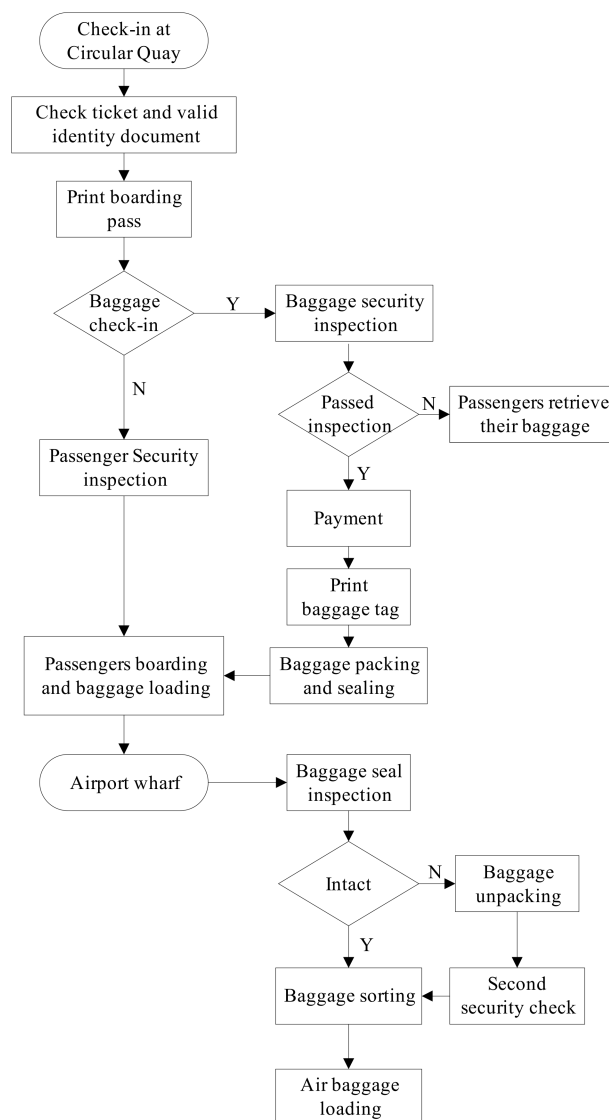 Check-in at
Circular Quay
Check ticket and valid
identity document
Print boarding
pass
Baggage
check-in
Y
Baggage security
inspection
N
Passed
inspection
N
Passengers retrieve
their baggage
Y
Passenger Security
inspection
Payment
Print
baggage tag
Passengers boarding
and baggage loading
Baggage packing
and sealing
Airport wharf
Baggage seal
inspection
Intact
N
Baggage
unpacking
Y
Baggage sorting
Second
security check
Air baggage
loading